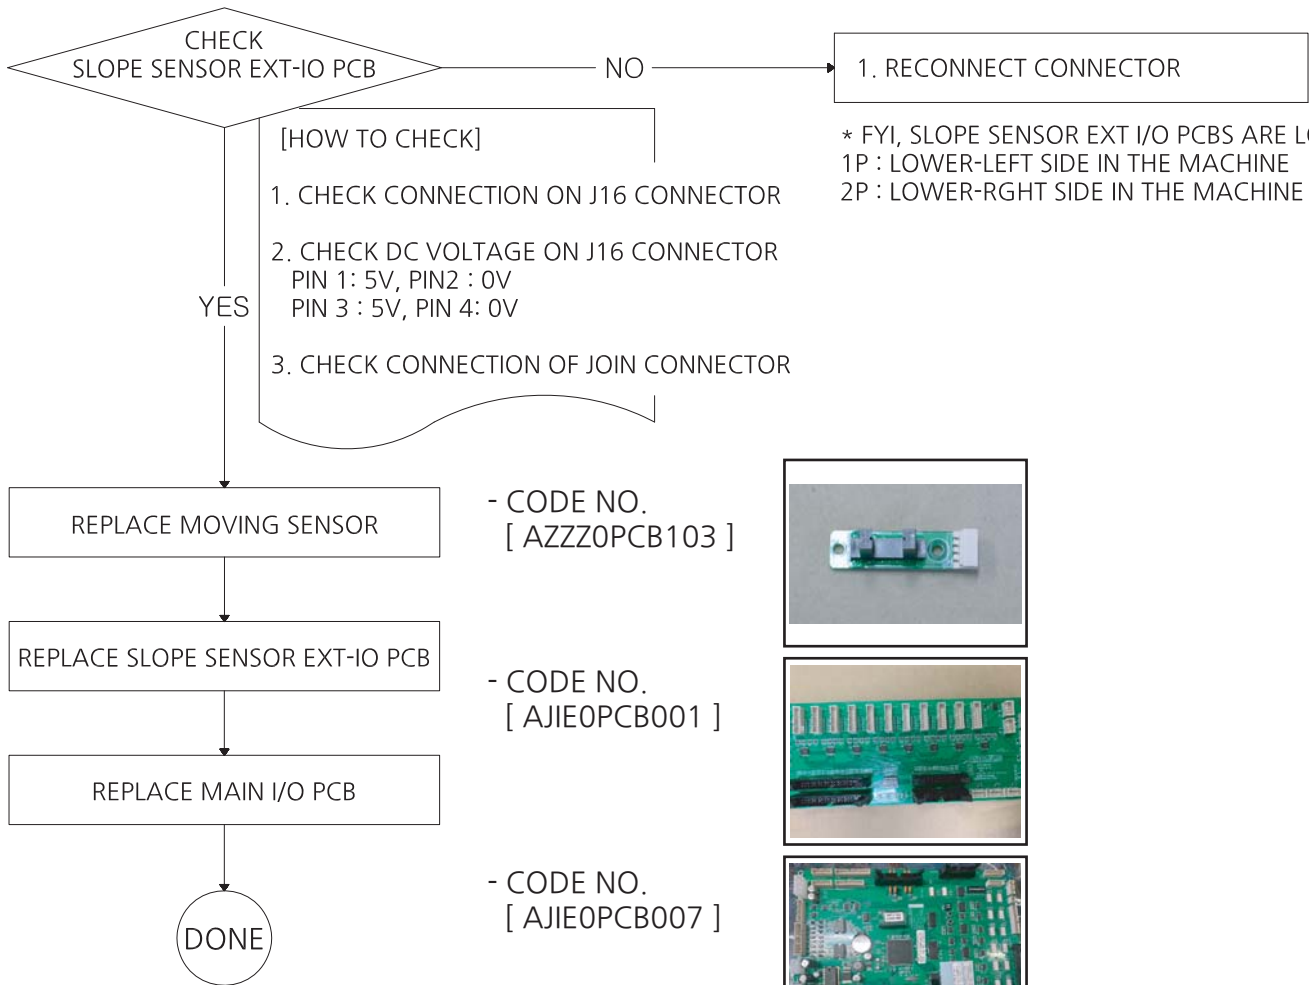 CHECK
SLOPE SENSOR EXT-IO PCB
NO
1. RECONNECT CONNECTOR
* FYI, SLOPE SENSOR EXT I/O PCBS ARE
1P : LOWER-LEFT SIDE IN THE MACHINE
2P : LOWER-RGHT SIDE IN THE MACHINE
[HOW TO CHECK]
1. CHECK CONNECTION ON J16 CONNECTOR
2. CHECK DC VOLTAGE ON J16 CONNECTOR
PIN 1: 5V, PIN2 : 0V
PIN 3 : 5V, PIN 4: 0V
3. CHECK CONNECTION OF JOIN CONNECTOR
YES
REPLACE MOVING SENSOR
- CODE NO.
[ AZZZ0PCB103 ]
REPLACE SLOPE SENSOR EXT-IO PCB
- CODE NO.
[ AJIE0PCB001 ]
REPLACE MAIN I/O PCB
- CODE NO.
[ AJIE0PCB007 ]
DONE